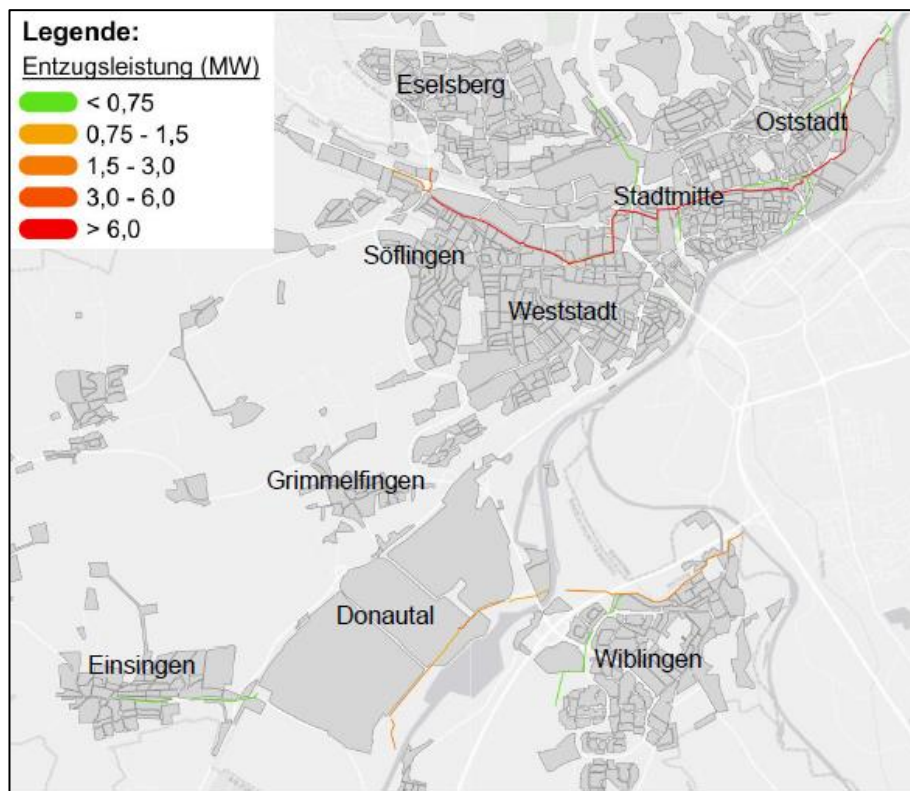 Legende:
Entzugsleistung (MW)
< 0,75
0,75 - 1,5
1,5 - 3,0
3,0 - 6,0
> 6,0
Eselsberg
Oststadt
Stadtmitte
Söflingen
Weststadt
Grimmelfingen
Donautal
Einsingen
Wiblingen